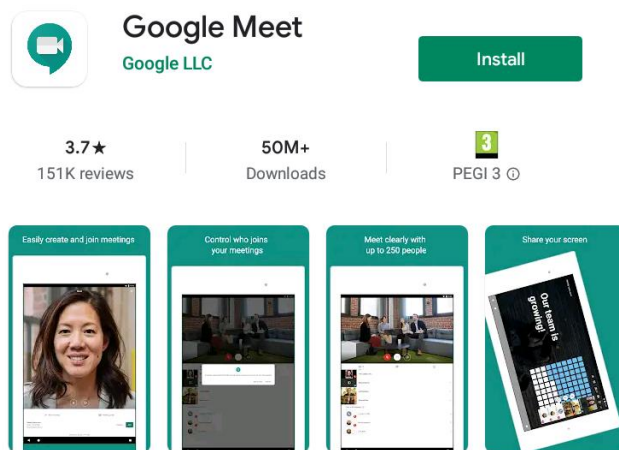 Google Meet
Google LLC
Install
3.7★
151K reviews
50M+
Downloads
3
PEGI 3
Easily create and join meetings
Control who joins
your meetings
Meet clearly with
up to 250 people
Share your screen
Our team is
growing!